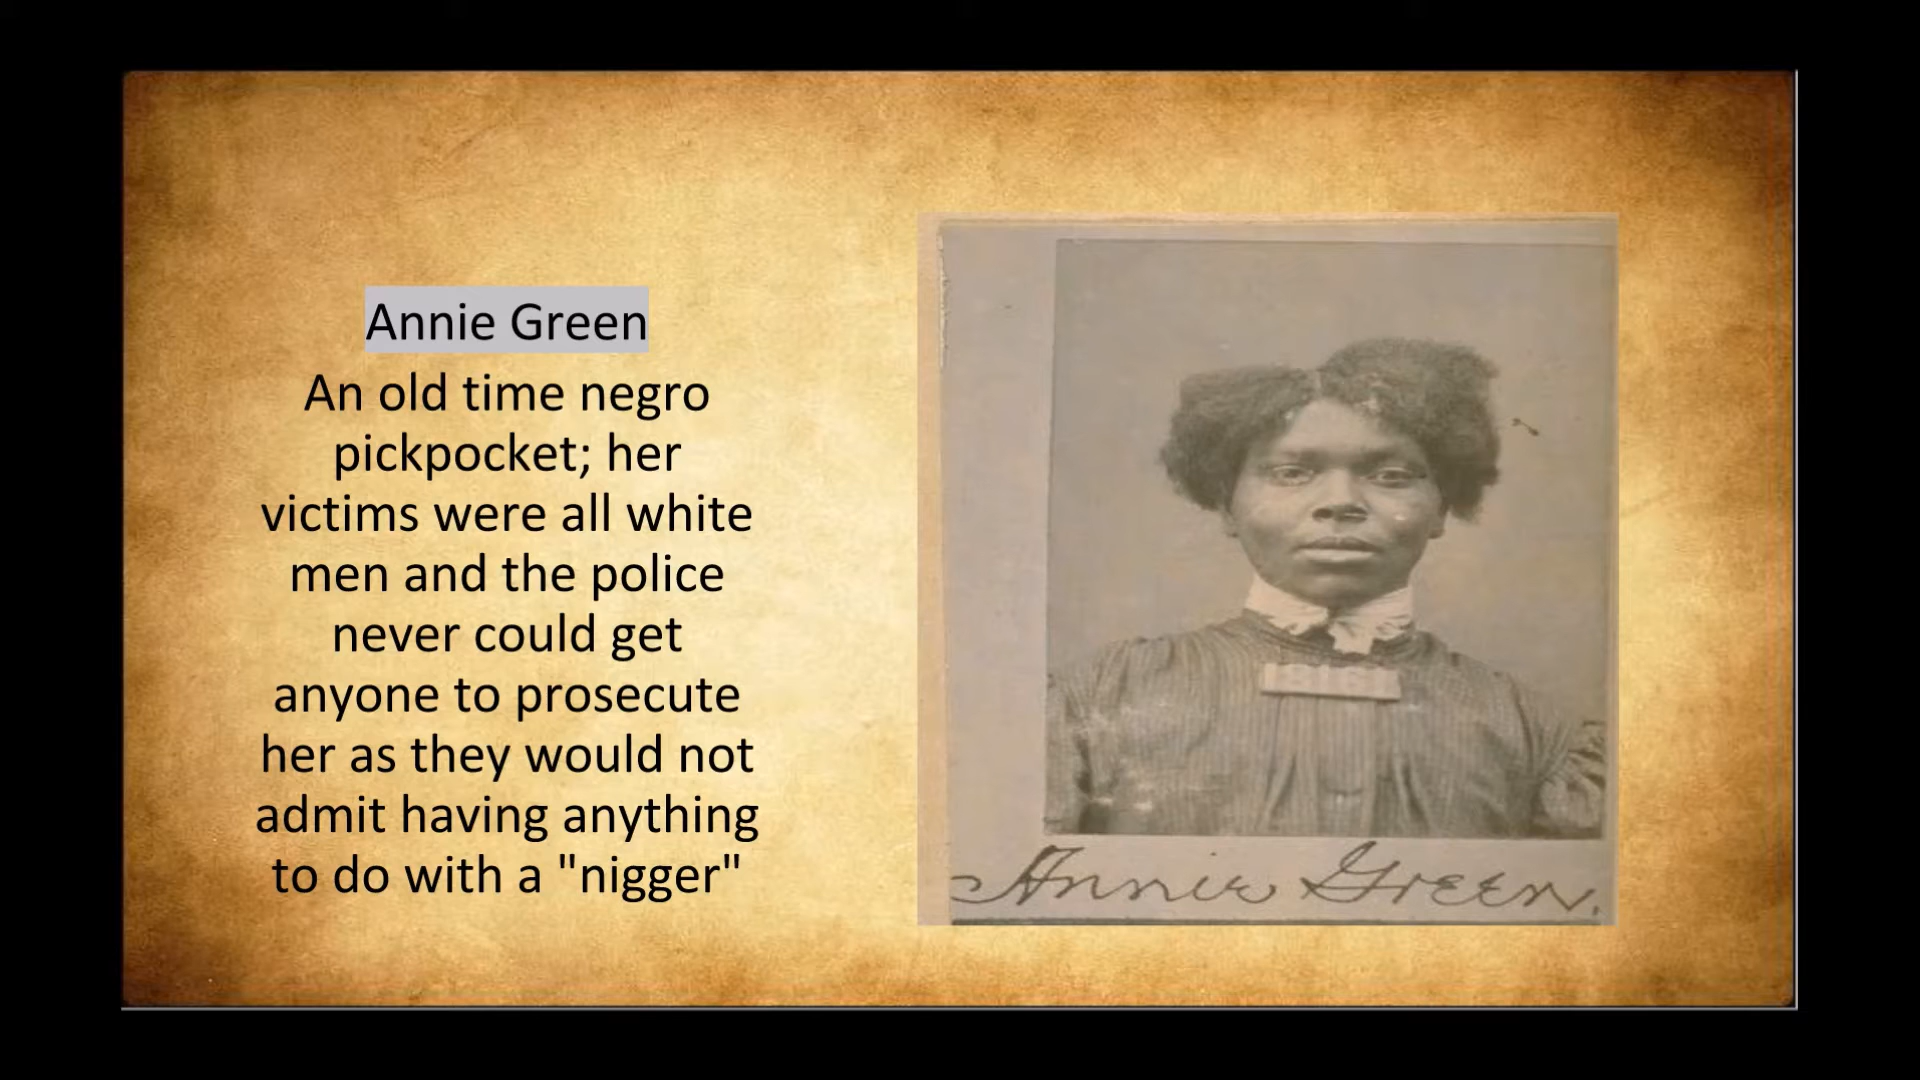 Annie Green
An old time negro
pickpocket; her
victims were all white
men and the police
never could get
anyone to prosecute
her as they would not
admit having anything
to do with a "nigger"
Annie Green.